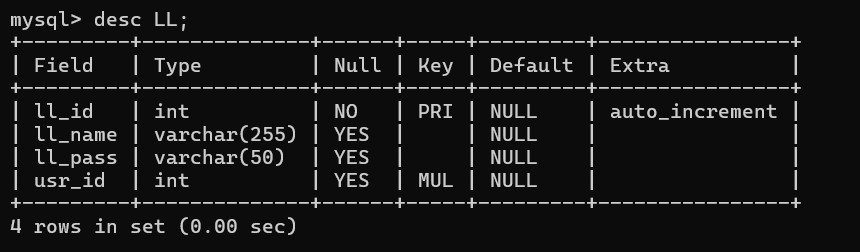 mysql> desc LL;
+---------+--------------+------+-----+---------+----------------+
| Field   | Type         | Null | Key | Default | Extra          |
+---------+--------------+------+-----+---------+----------------+
| ll_id   | int          | NO   | PRI | NULL    | auto_increment |
| ll_name | varchar(255) | YES  |     | NULL    |                |
| ll_pass | varchar(50)  | YES  |     | NULL    |                |
| usr_id  | int          | YES  | MUL | NULL    |                |
+---------+--------------+------+-----+---------+----------------+
4 rows in set (0.00 sec)